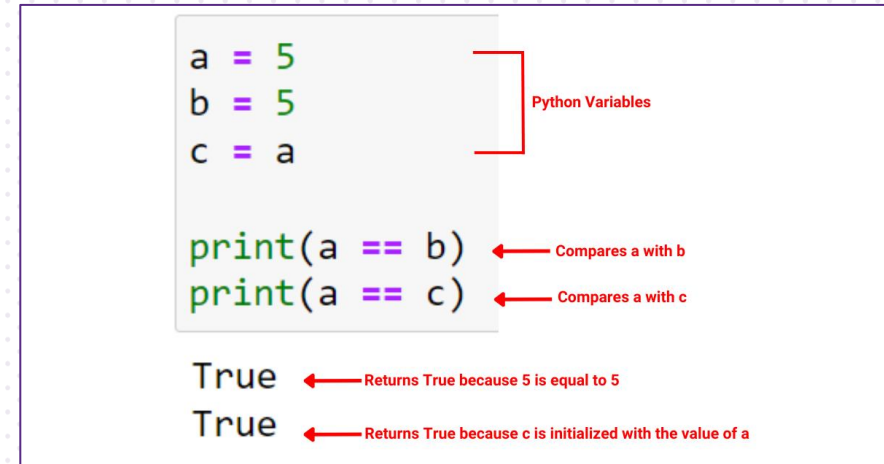 a = 5
b = 5
c = a
Python Variables
print(a == b)
Compares a with b
print(a == c)
Compares a with c
True
Returns True because 5 is equal to 5
True
Returns True because c is initialized with the value of a